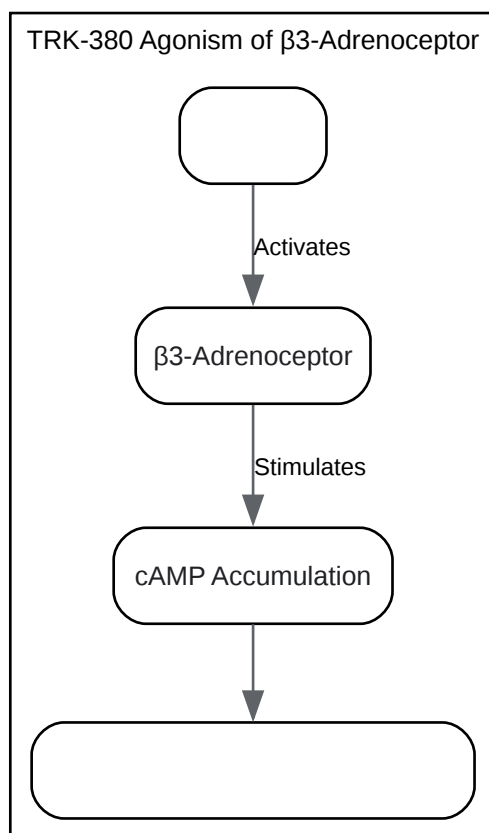 TRK-380 Agonism of β3-Adrenoceptor
Activates
β3-Adrenoceptor
Stimulates
cAMP Accumulation